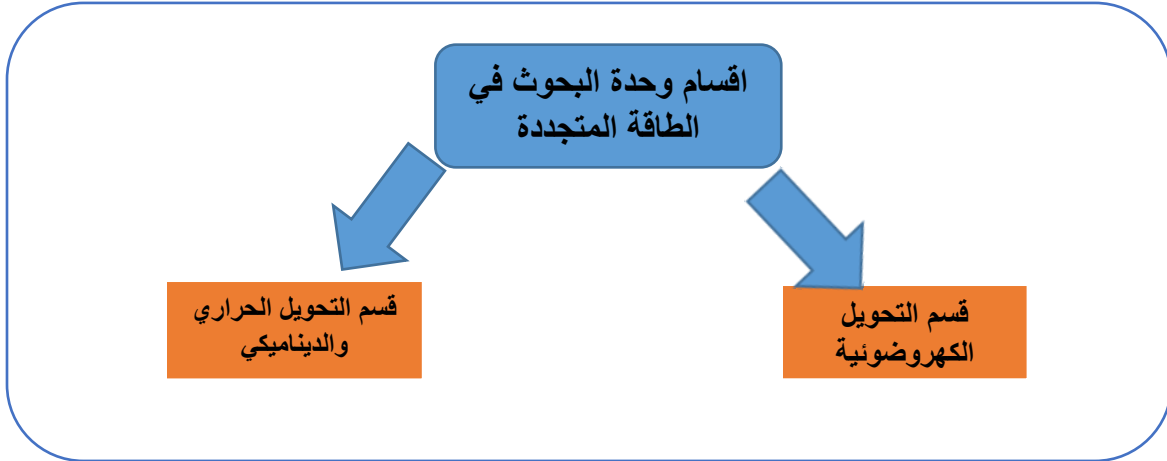 اقسام وحدة البحوث في
الطاقة المتجددة
قسم التحويل
الكهروضوئية
قسم التحويل الحراري
والديناميكي